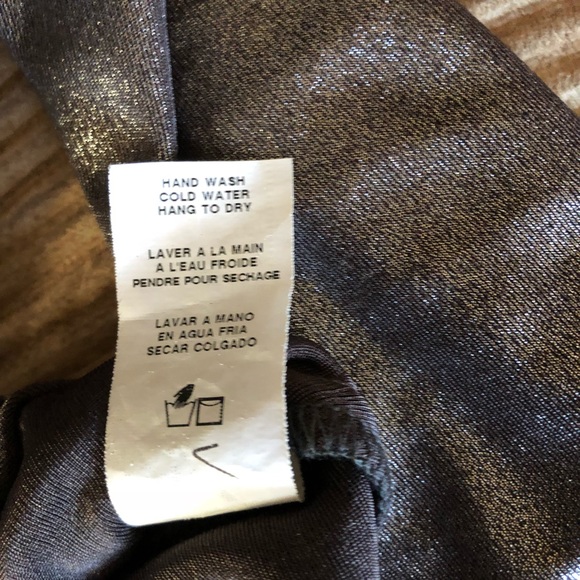 HAND WASH
COLD WATER
HANG TO DRY
LAVER A LA MAIN
A L'EAU FROIDE
PENDRE POUR SECHAGE
LAVAR A MANO
EN AGUA FRIA
SECAR COLGADO